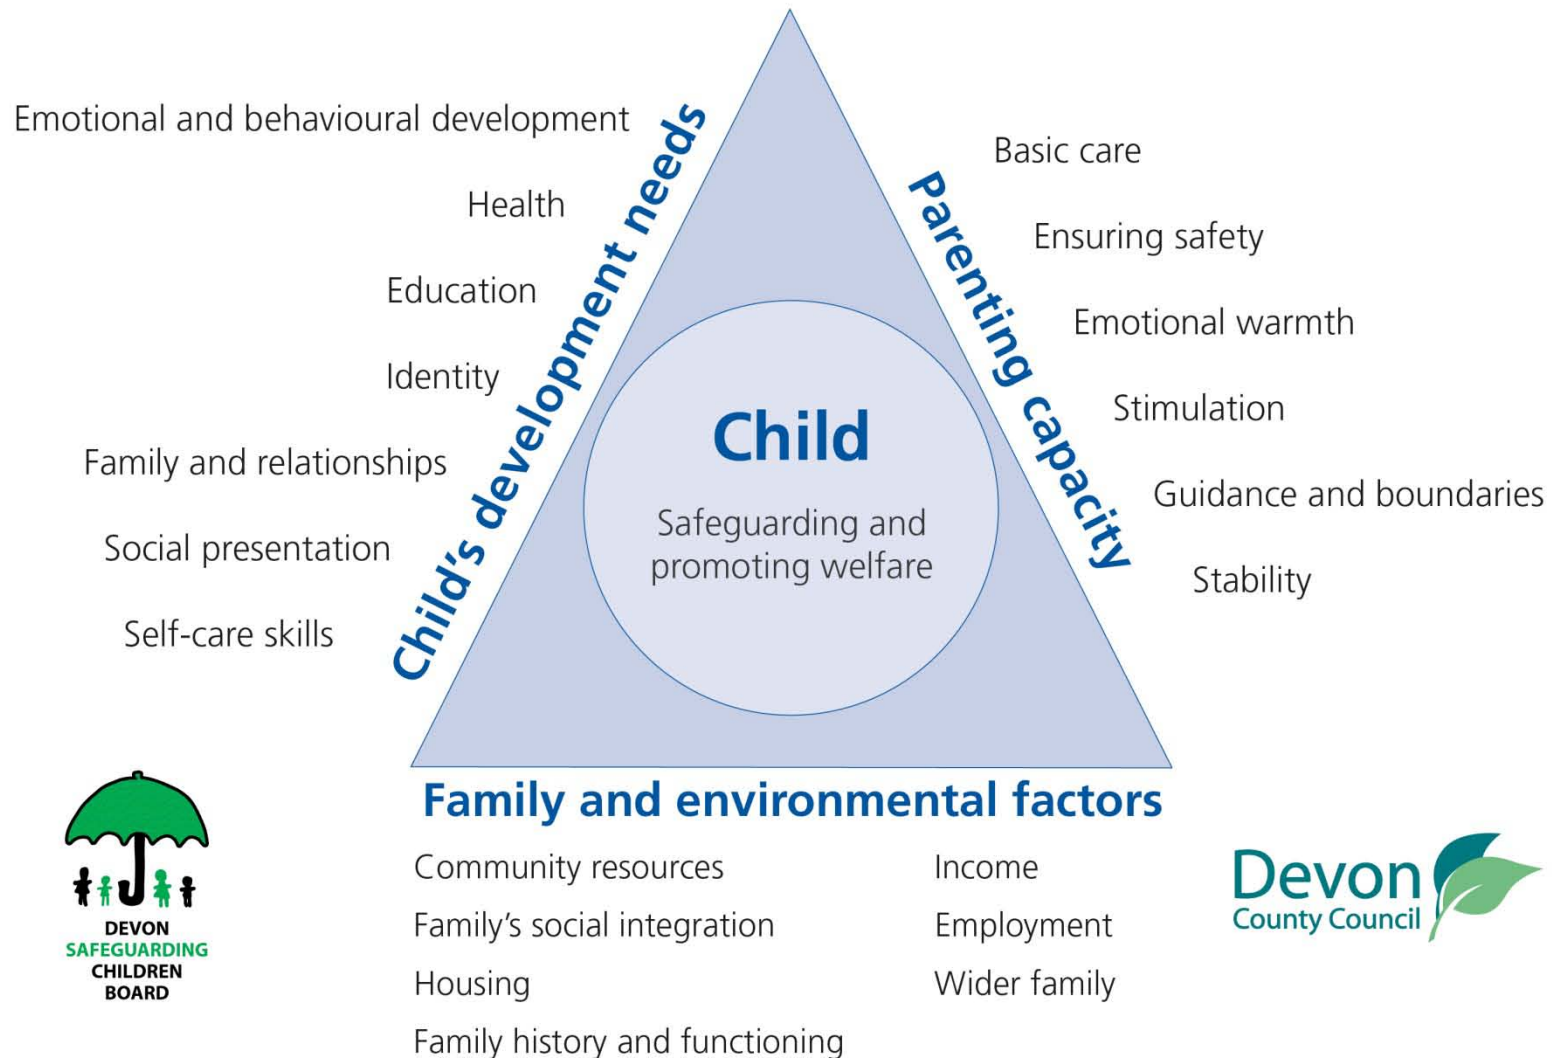 Emotional and behavioural development
Health
Education
Identity
Family and relationships
Social presentation
Self-care skills
Child's development needs
Child
Safeguarding and
promoting welfare
Parenting capacity
Basic care
Ensuring safety
Emotional warmth
Stimulation
Guidance and boundaries
Stability
Family and environmental factors
Community resources
Family's social integration
Housing
Family history and functioning
Income
Employment
Wider family
DEVON
SAFEGUARDING
CHILDREN
BOARD
Devon
County Council